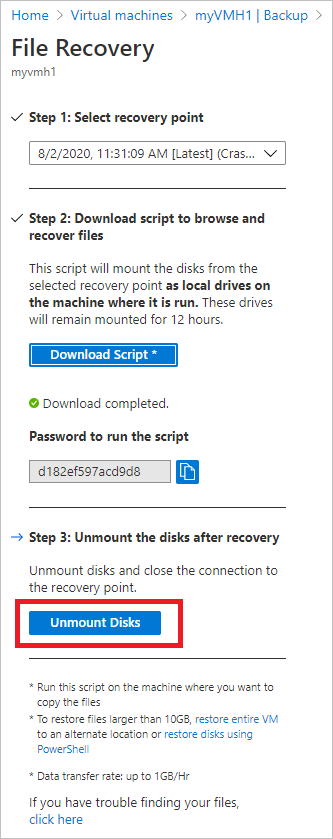 Home > Virtual machines > myVMH1 | Backup >
File Recovery
myvmh1
Step 1: Select recovery point
8/2/2020, 11:31:09 AM [Latest] (Cras...
Step 2: Download script to browse and
recover files
This script will mount the disks from the
selected recovery point as local drives on
the machine where it is run. These drives
will remain mounted for 12 hours.
Download Script *
Download completed.
Password to run the script
d182ef597acd9d8
Step 3: Unmount the disks after recovery
Unmount disks and close the connection to
the recovery point.
Unmount Disks
* Run this script on the machine where you want to
copy the files
* To restore files larger than 10GB, restore entire VM
to an alternate location or restore disks using
PowerShell
* Data transfer rate: up to 1GB/Hr
If you have trouble finding your files,
click here